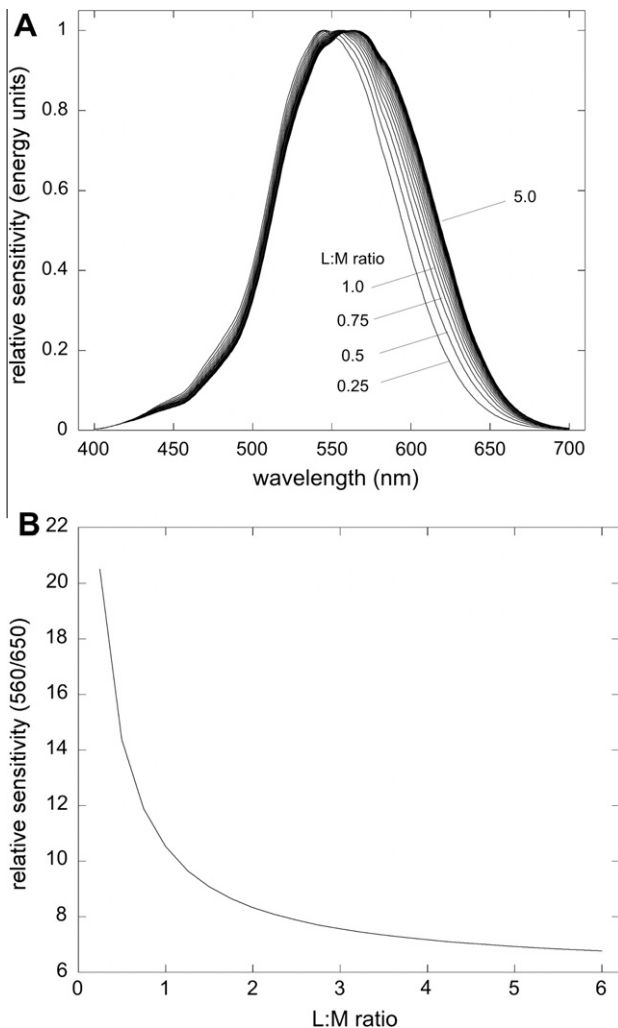 A
relative sensitivity (energy units)
1
0.8
0.6
0.4
0.2
0
5.0
L:M ratio
1.0
0.75
0.5
0.25
400 450 500 550 600 650 700
wavelength (nm)
B
relative sensitivity (560/650)
22
20
18
16
14
12
10
8
6
0 1 2 3 4 5 6
L:M ratio